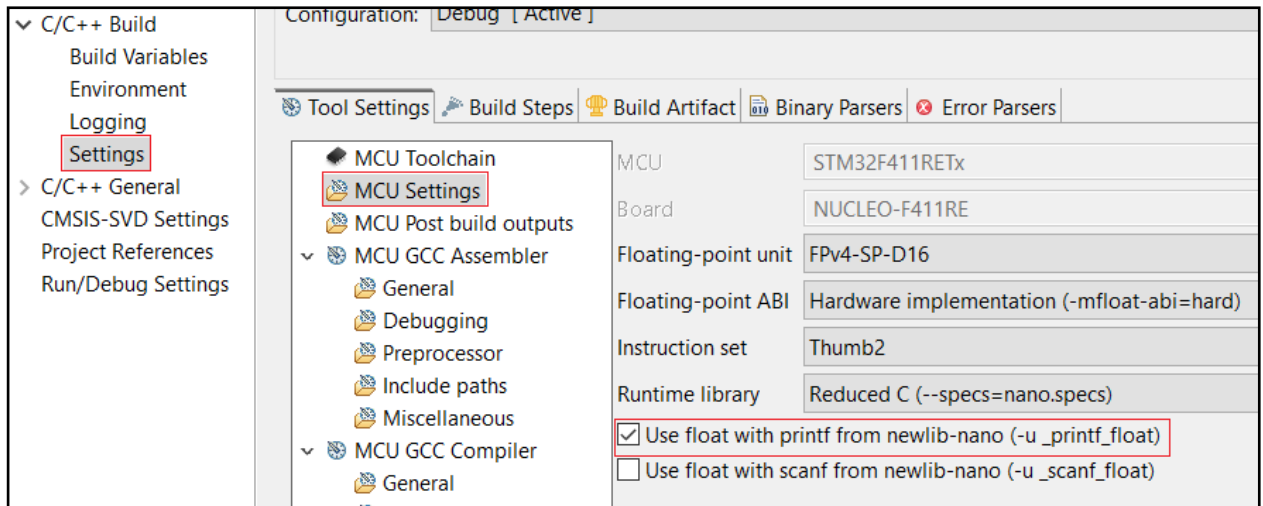 Configuration: Debug [ Active ]
C/C++ Build
Build Variables
Environment
Logging
Settings
C/C++ General
CMSIS-SVD Settings
Project References
Run/Debug Settings
Tool Settings Build Steps Build Artifact Binary Parsers Error Parsers
MCU Toolchain
MCU Settings
MCU Post build outputs
MCU GCC Assembler
General
Debugging
Preprocessor
Include paths
Miscellaneous
MCU GCC Compiler
General
MCU STM32F411RETx
Board NUCLEO-F411RE
Floating-point unit FPv4-SP-D16
Floating-point ABI Hardware implementation (-mfloat-abi=hard)
Instruction set Thumb2
Runtime library Reduced C (--specs=nano.specs)
Use float with printf from newlib-nano (-u _printf_float)
Use float with scanf from newlib-nano (-u _scanf_float)